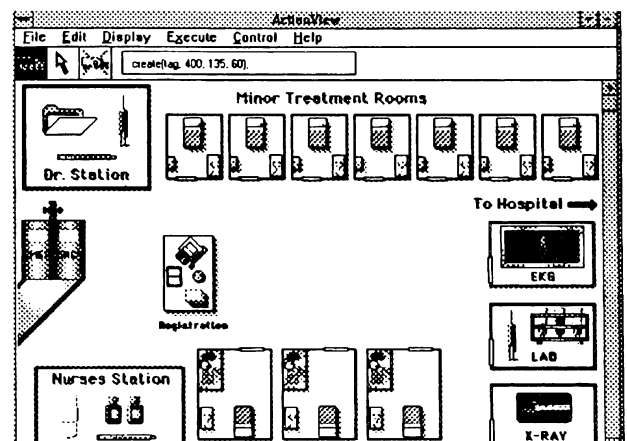 ActionView
File Edit Display Execute Control Help
create(tag, 400, 135, 60).
Minor Treatment Rooms
Dr. Station
To Hospital
EKG
Registration
LAB
Nurses Station
X-RAY